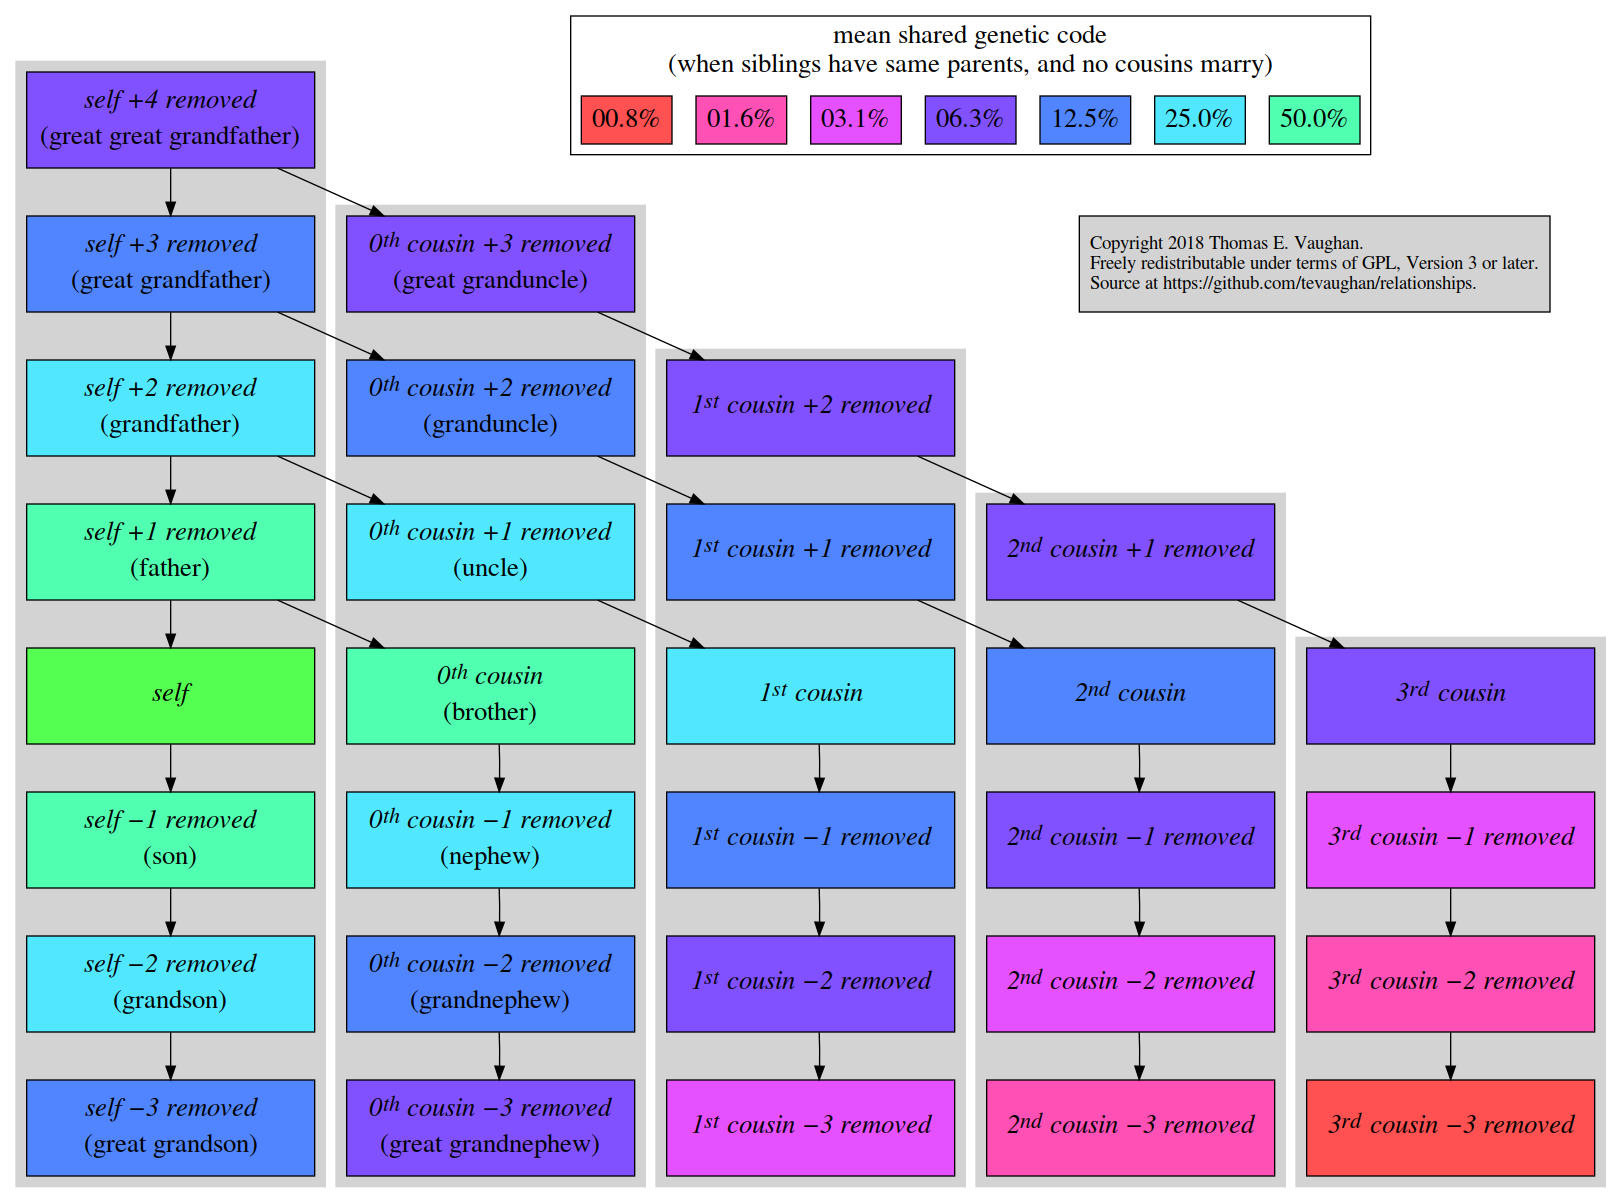 mean shared genetic code
(when siblings have same parents, and no cousins marry)
00.8% 01.6% 03.1% 06.3% 12.5% 25.0% 50.0%
Copyright 2018 Thomas E. Vaughan.
Freely redistributable under terms of GPL, Version 3 or later.
Source at https://github.com/tevaughan/relationships.
self +4 removed
(great great grandfather)
self +3 removed
(great grandfather)
0th cousin +3 removed
(great granduncle)
self +2 removed
(grandfather)
0th cousin +2 removed
(granduncle)
1st cousin +2 removed
self +1 removed
(father)
0th cousin +1 removed
(uncle)
1st cousin +1 removed
2nd cousin +1 removed
self
0th cousin
(brother)
1st cousin
2nd cousin
3rd cousin
self −1 removed
(son)
0th cousin −1 removed
(nephew)
1st cousin −1 removed
2nd cousin −1 removed
3rd cousin −1 removed
self −2 removed
(grandson)
0th cousin −2 removed
(grandnephew)
1st cousin −2 removed
2nd cousin −2 removed
3rd cousin −2 removed
self −3 removed
(great grandson)
0th cousin −3 removed
(great grandnephew)
1st cousin −3 removed
2nd cousin −3 removed
3rd cousin −3 removed